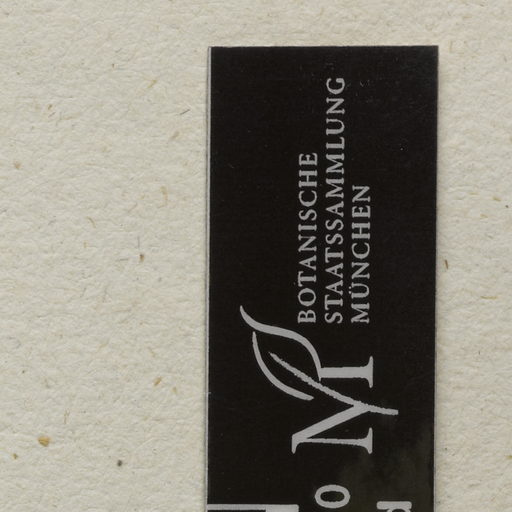 BOTANISCHE
STAATSSAMMLUNG
MÜNCHEN
M